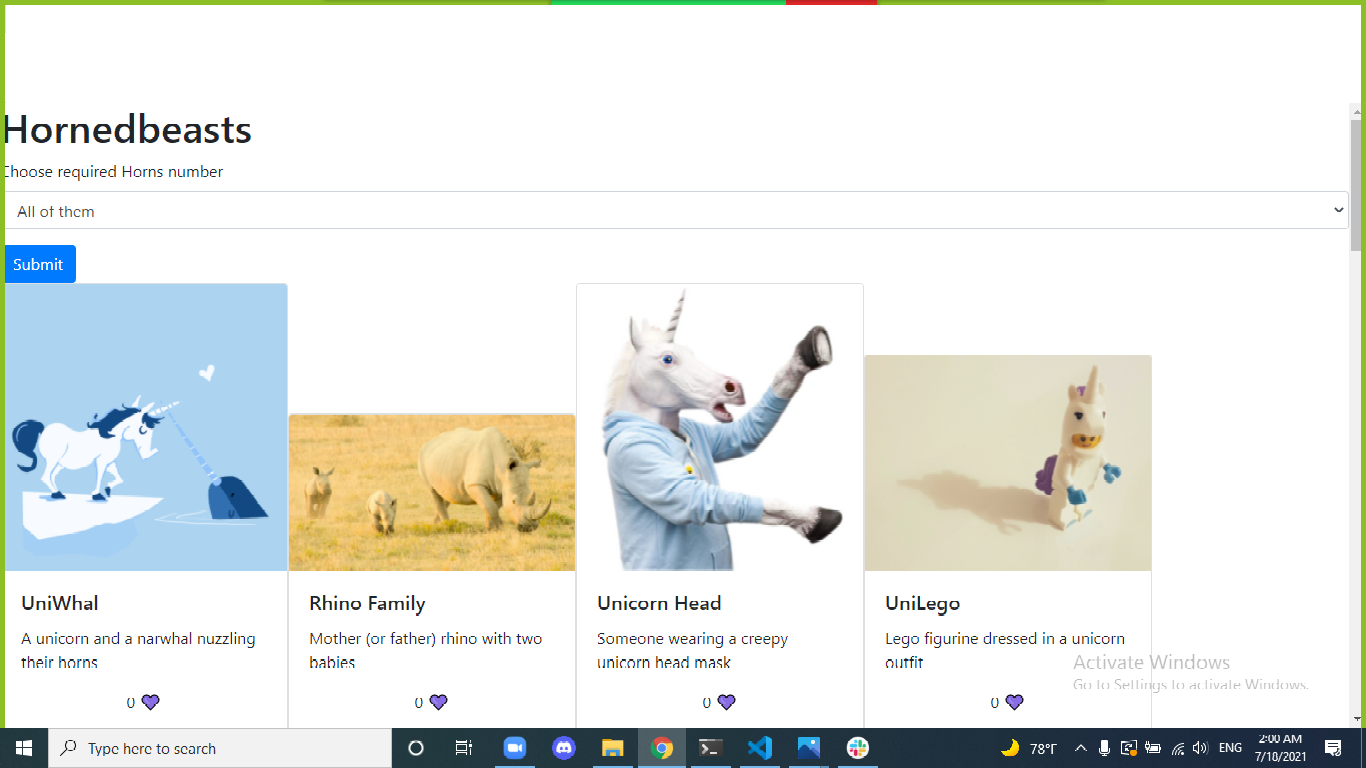 Hornedbeasts
Choose required Horns number
All of them
Submit
UniWhal
A unicorn and a narwhal nuzzling
their horns
0
Rhino Family
Mother (or father) rhino with two
babies
0
Unicorn Head
Someone wearing a creepy
unicorn head mask
0
UniLego
Lego figurine dressed in a unicorn
outfit
0
Activate Windows
Go to Settings to activate Windows.
Type here to search
78°F
ENG
2:00 AM
7/18/2021